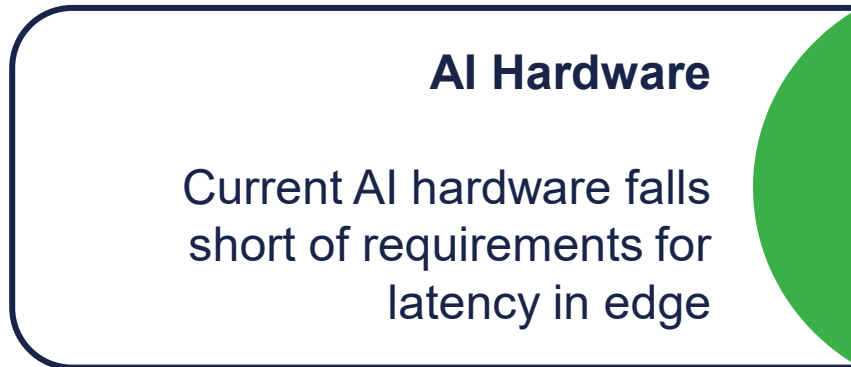 AI Hardware
Current AI hardware falls
short of requirements for
latency in edge